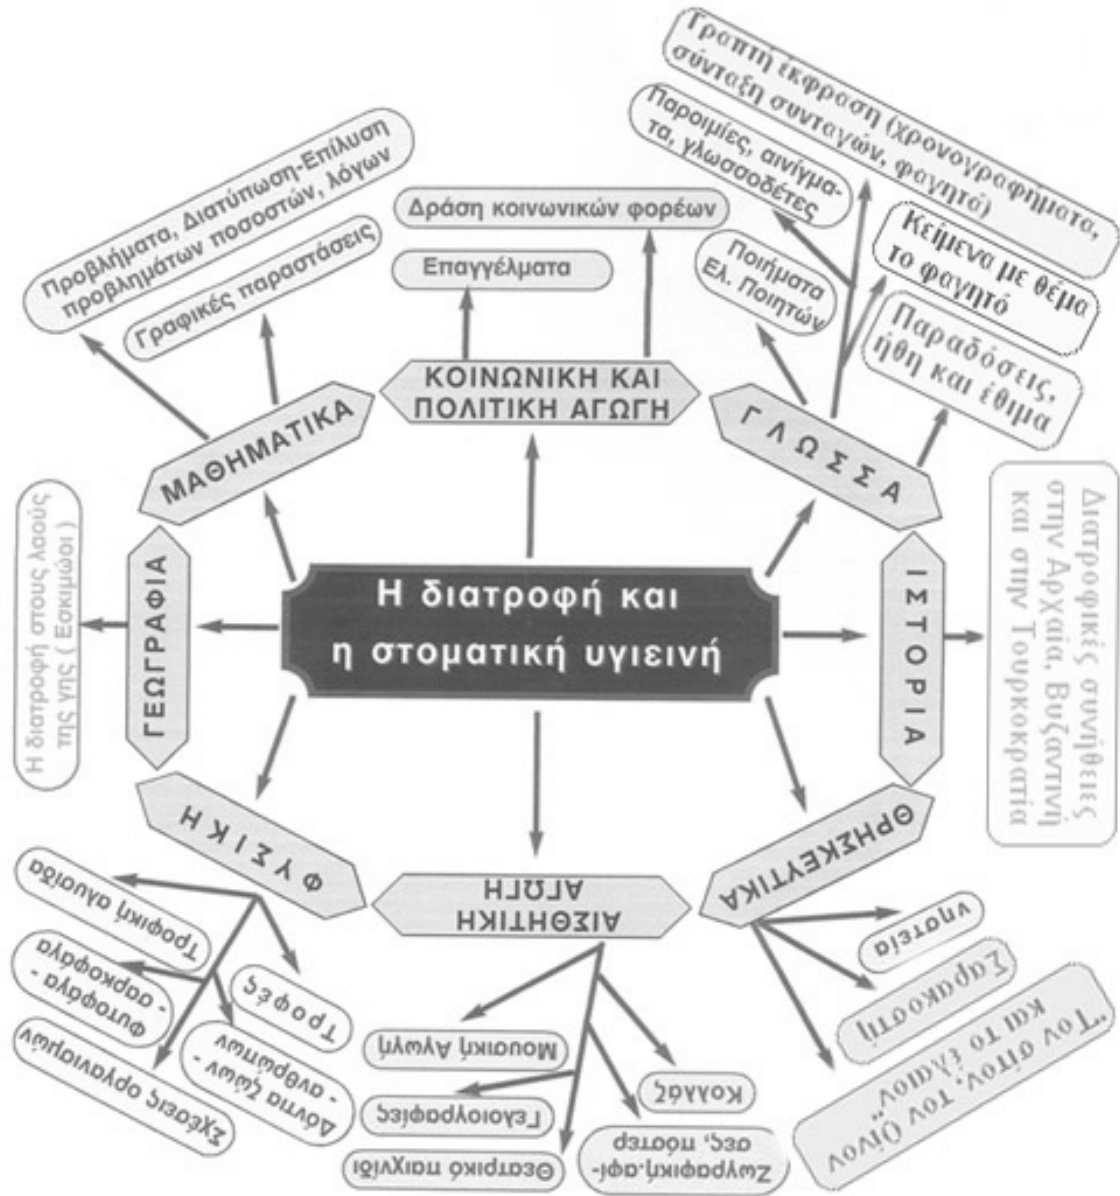 Η διατροφή και
η στοματική υγιεινή
ΚΟΙΝΩΝΙΚΗ ΚΑΙ
ΠΟΛΙΤΙΚΗ ΑΓΩΓΗ
Δράση κοινωνικών φορέων
Επαγγέλματα
ΓΛΩΣΣΑ
Ποιήματα
Ελ. Ποιητών
Παροιμίες, αινίγμα-
τα, γλωσσοδέτες
Γραπτή έκφραση (χρονογραφήματα,
σύνταξη συνταγών, φαγητό)
Κείμενα με θέμα
το φαγητό
Παραδόσεις,
ήθη και έθιμα
ΙΣΤΟΡΙΑ
Διατροφικές συνήθειες
στην Αρχαία, Βυζαντινή
και στην Τουρκοκρατία
ΘΡΗΣΚΕΥΤΙΚΑ
νηστεία
Σαρακοστή
"Τον σίτον, τον οίνον
και το έλαιον"
ΑΙΣΘΗΤΙΚΗ
ΑΓΩΓΗ
Κολλάζ
Ζωγραφική.αφί-
σες, πόστερ
Μουσική Αγωγή
Γελοιογραφίες
Θεατρικό παιχνίδι
ΦΥΣΙΚΗ
Τροφές
Δόντια ζώων -
- ανθρώπων
Σχέσεις οργανισμών
Φυτοφάγα -
- σαρκοφάγα
Τροφική αλυσίδα
ΓΕΩΓΡΑΦΙΑ
Η διατροφή στους λαούς
της γης ( Εσκιμώοι )
ΜΑΘΗΜΑΤΙΚΑ
Προβλήματα, Διατύπωση-Επίλυση
προβλημάτων ποσοστών, λόγων
Γραφικές παραστάσεις